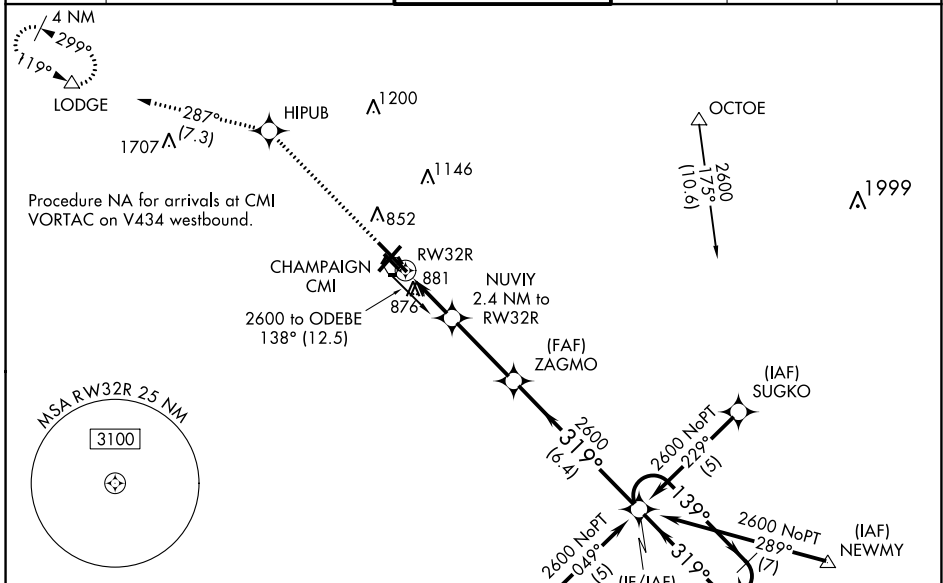 4 NM
299°
119°
LODGE
287°
(7.3)
HIPUB
1200
1707
1146
OCTOE
2600
175°
(10.6)
1999
Procedure NA for arrivals at CMI
VORTAC on V434 westbound.
852
CHAMPAIGN
CMI
RW32R
881
876
NUVIY
2.4 NM to
RW32R
2600 to ODEBE
138° (12.5)
(FAF)
ZAGMO
(IAF)
SUGKO
MSA RW32R 25 NM
3100
2600
319°
(6.4)
2600 NoPT
229°
(5)
139°
2600 NoPT
289°
(7)
(IAF)
NEWMY
2600 NoPT
049°
(5)
319°
(IF/IAF)